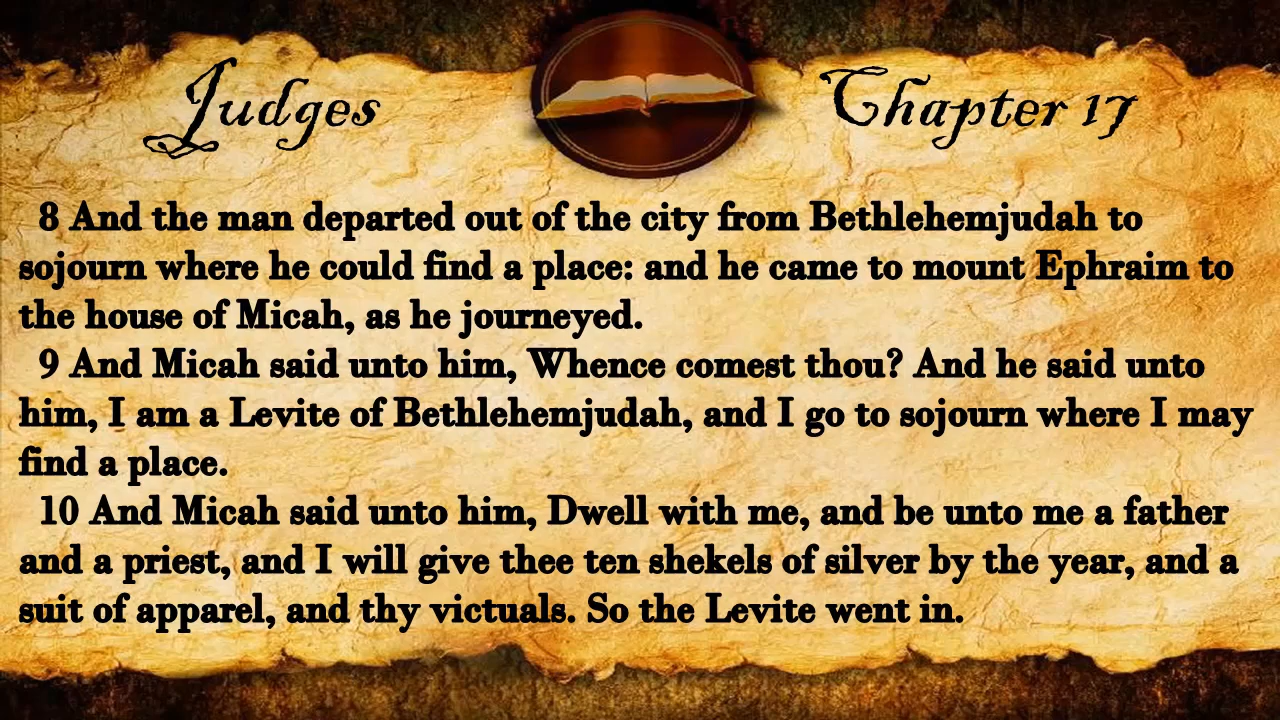 Judges
Chapter 17
8 And the man departed out of the city from Bethlehemjudah to
sojourn where he could find a place: and he came to mount Ephraim to
the house of Micah, as he journeyed.
9 And Micah said unto him, Whence comest thou? And he said unto
him, I am a Levite of Bethlehemjudah, and I go to sojourn where I may
find a place.
10 And Micah said unto him, Dwell with me, and be unto me a father
and a priest, and I will give thee ten shekels of silver by the year, and a
suit of apparel, and thy victuals. So the Levite went in.